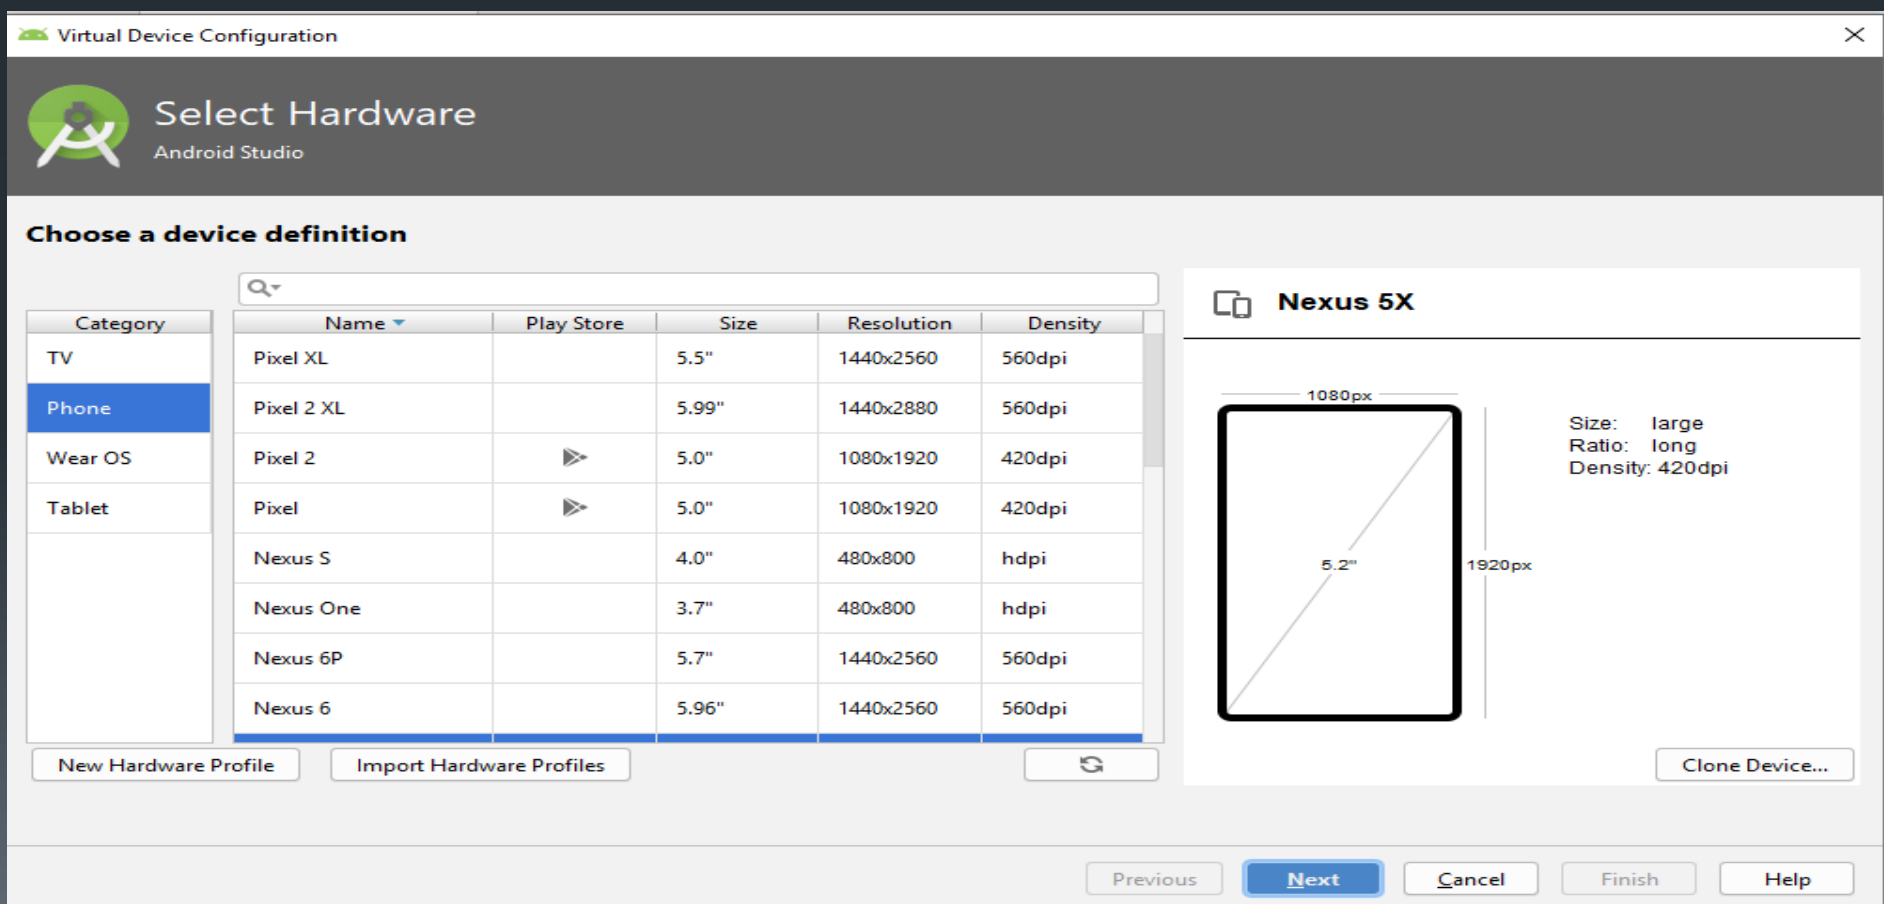 Virtual Device Configuration
Select Hardware
Android Studio
Choose a device definition
Category
TV
Phone
Wear OS
Tablet
Name Play Store Size Resolution Density
Pixel XL 5.5" 1440x2560 560dpi
Pixel 2 XL 5.99" 1440x2880 560dpi
Pixel 2 5.0" 1080x1920 420dpi
Pixel 5.0" 1080x1920 420dpi
Nexus S 4.0" 480x800 hdpi
Nexus One 3.7" 480x800 hdpi
Nexus 6P 5.7" 1440x2560 560dpi
Nexus 6 5.96" 1440x2560 560dpi
New Hardware Profile Import Hardware Profiles
Nexus 5X
1080px
Size: large
Ratio: long
Density: 420dpi
5.2" 1920px
Clone Device...
Previous Next Cancel Finish Help